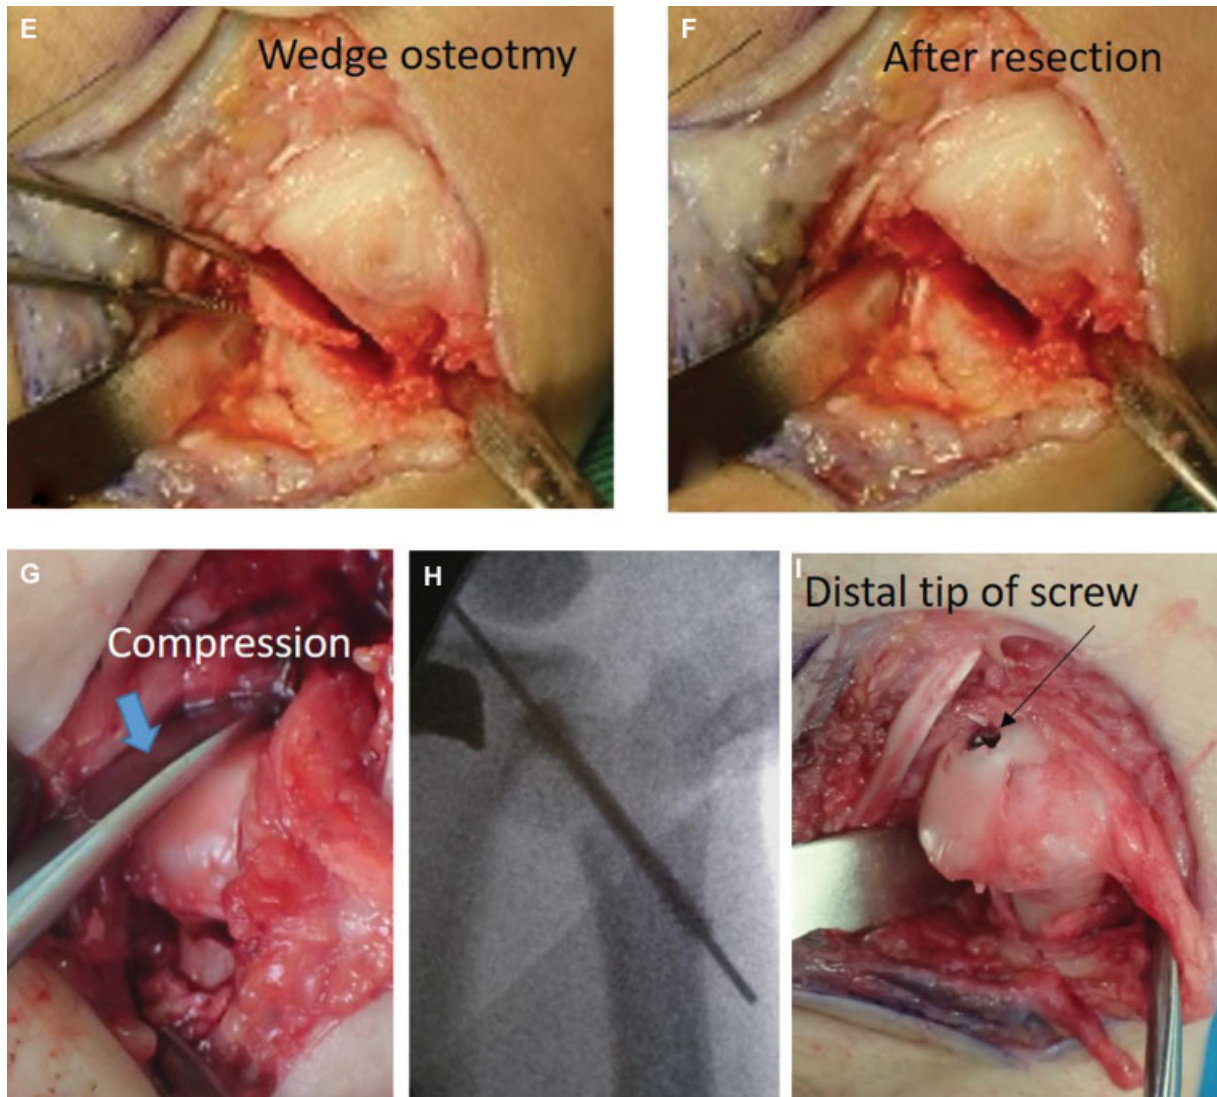 E
Wedge osteotmy
F
After resection
G
Compression
H
I
Distal tip of screw